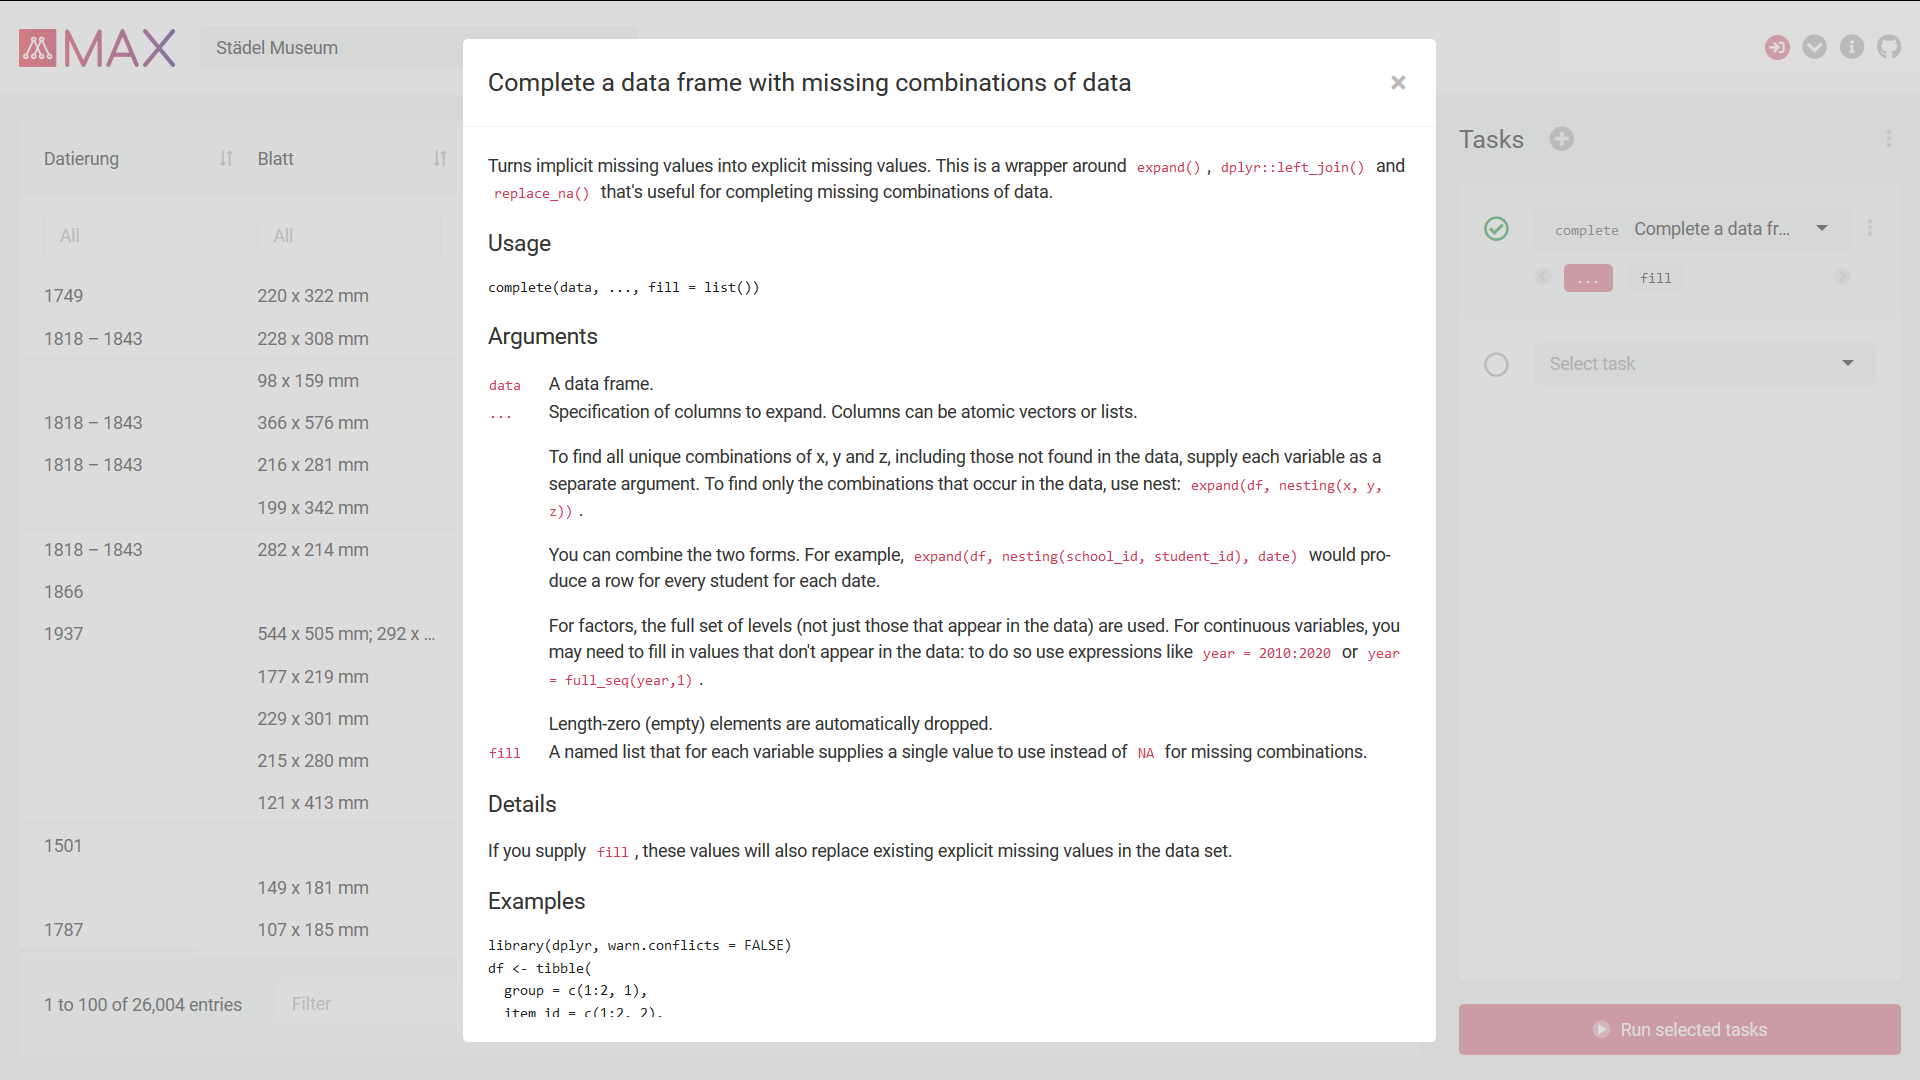 MAX
Städel Museum
Datierung
Blatt
All
All
1749
220 x 322 mm
1818 – 1843
228 x 308 mm
98 x 159 mm
1818 – 1843
366 x 576 mm
1818 – 1843
216 x 281 mm
199 x 342 mm
1818 – 1843
282 x 214 mm
1866
1937
544 x 505 mm; 292 x ...
177 x 219 mm
229 x 301 mm
215 x 280 mm
121 x 413 mm
1501
149 x 181 mm
1787
107 x 185 mm
1 to 100 of 26,004 entries
Filter
Complete a data frame with missing combinations of data
×
Turns implicit missing values into explicit missing values. This is a wrapper around expand() , dplyr::left_join() and
replace_na() that's useful for completing missing combinations of data.
Usage
complete(data, ..., fill = list())
Arguments
data A data frame.
... Specification of columns to expand. Columns can be atomic vectors or lists.
To find all unique combinations of x, y and z, including those not found in the data, supply each variable as a
separate argument. To find only the combinations that occur in the data, use nest: expand(df, nesting(x, y,
z)) .
You can combine the two forms. For example, expand(df, nesting(school_id, student_id), date) would pro-
duce a row for every student for each date.
For factors, the full set of levels (not just those that appear in the data) are used. For continuous variables, you
may need to fill in values that don't appear in the data: to do so use expressions like year = 2010:2020 or year
= full_seq(year,1) .
Length-zero (empty) elements are automatically dropped.
fill A named list that for each variable supplies a single value to use instead of NA for missing combinations.
Details
If you supply fill , these values will also replace existing explicit missing values in the data set.
Examples
library(dplyr, warn.conflicts = FALSE)
df <- tibble(
group = c(1:2, 1),
item_id = c(1:2, 2),
Tasks
complete Complete a data fr...
... fill
Select task
Run selected tasks